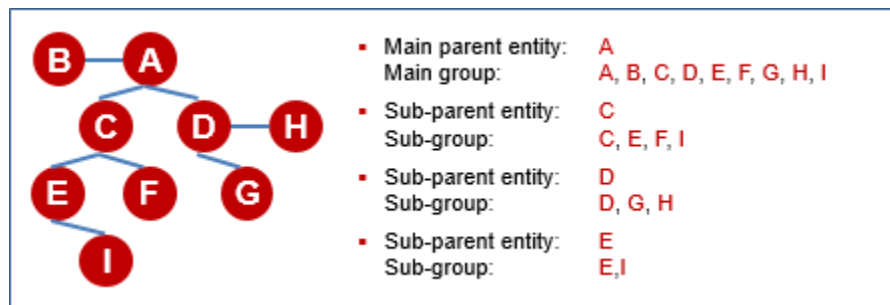 B A
C D H
E F G
I
▪ Main parent entity: A
Main group: A, B, C, D, E, F, G, H, I
▪ Sub-parent entity: C
Sub-group: C, E, F, I
▪ Sub-parent entity: D
Sub-group: D, G, H
▪ Sub-parent entity: E
Sub-group: E,I